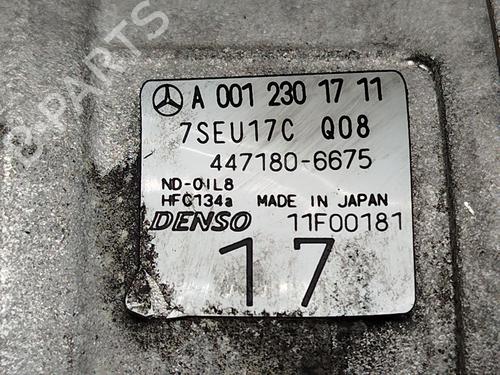 A 001 230 17 11
7SEU17C Q08
447180-6675
ND-OIL8
HFC134a MADE IN JAPAN
DENSO 11F00181
17
PARTS